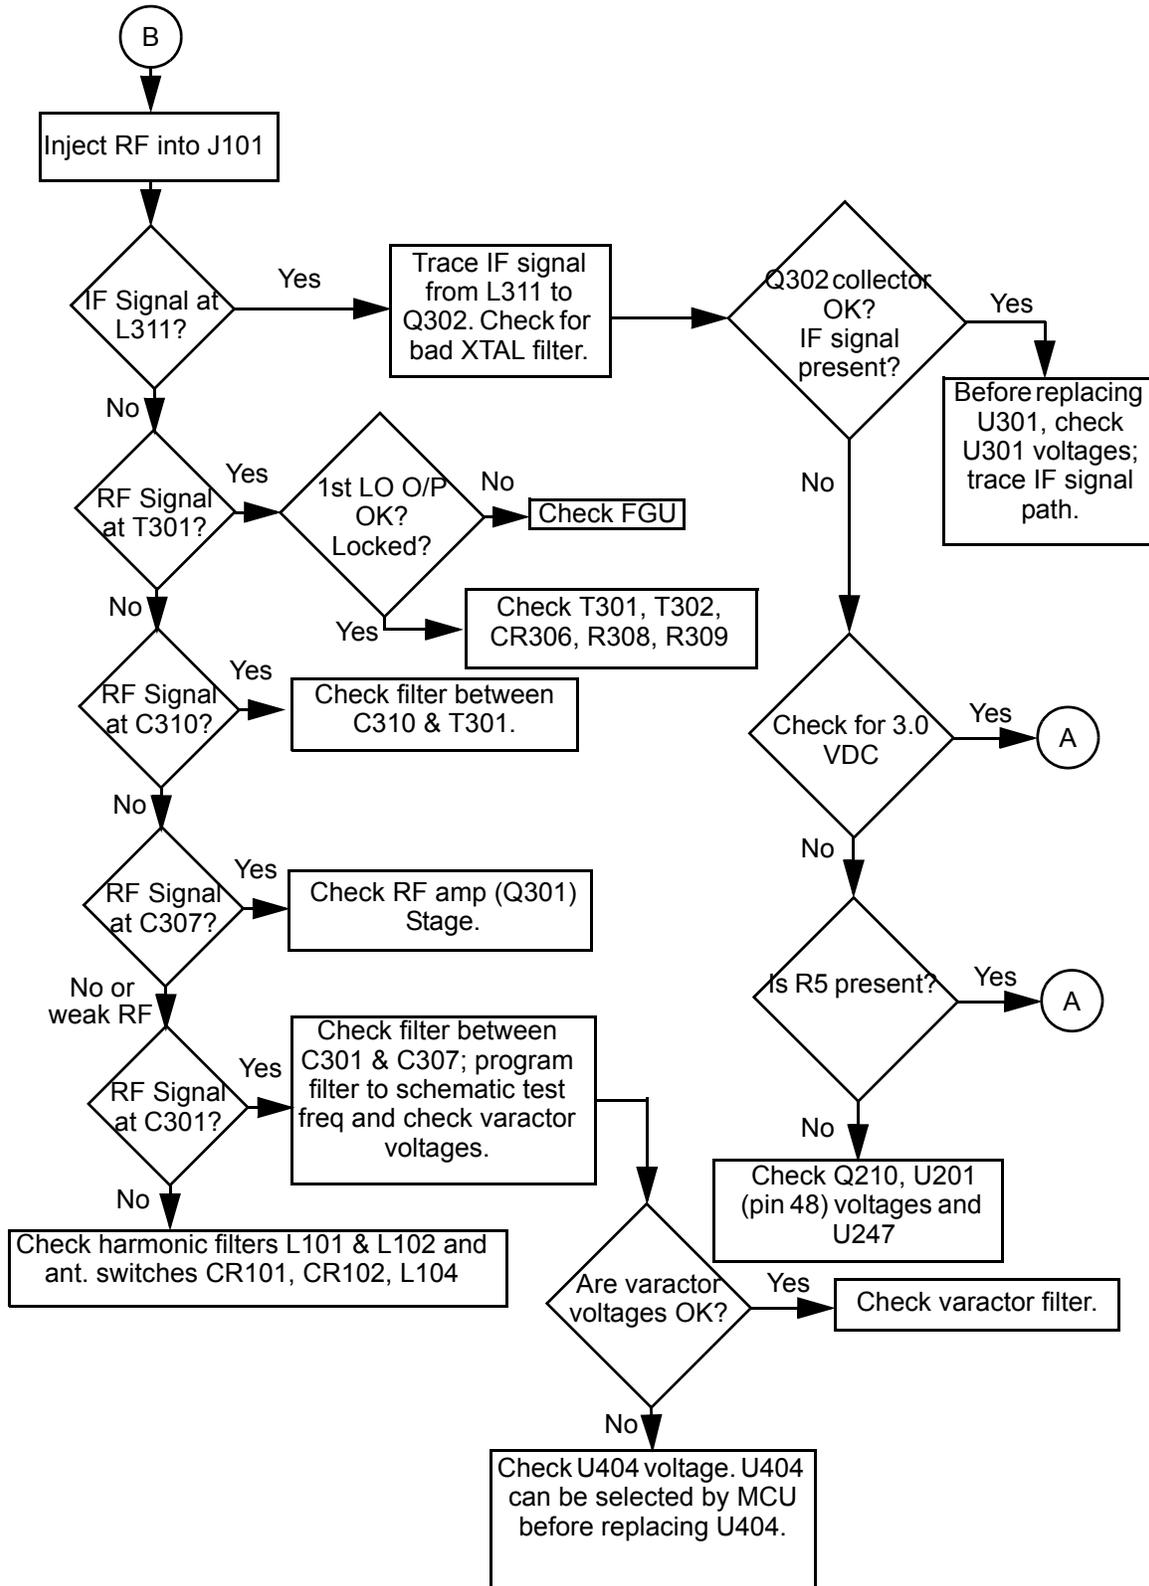 B
Inject RF into J101
IF Signal at
L311?
Yes
Trace IF signal
from L311 to
Q302. Check for
bad XTAL filter.
Q302 collector
OK?
IF signal
present?
Yes
Before replacing
U301, check
U301 voltages;
trace IF signal
path.
No
RF Signal
at T301?
Yes
1st LO O/P
OK?
Locked?
No
Check FGU
Yes
Check T301, T302,
CR306, R308, R309
No
No
RF Signal
at C310?
Yes
Check filter between
C310 & T301.
Check for 3.0
VDC
Yes
A
No
RF Signal
at C307?
Yes
Check RF amp (Q301)
Stage.
No
Is R5 present?
Yes
A
No or
weak RF
RF Signal
at C301?
Yes
Check filter between
C301 & C307; program
filter to schematic test
freq and check varactor
voltages.
No
Check Q210, U201
(pin 48) voltages and
U247
No
Check harmonic filters L101 & L102 and
ant. switches CR101, CR102, L104
Are varactor
voltages OK?
Yes
Check varactor filter.
No
Check U404 voltage. U404
can be selected by MCU
before replacing U404.